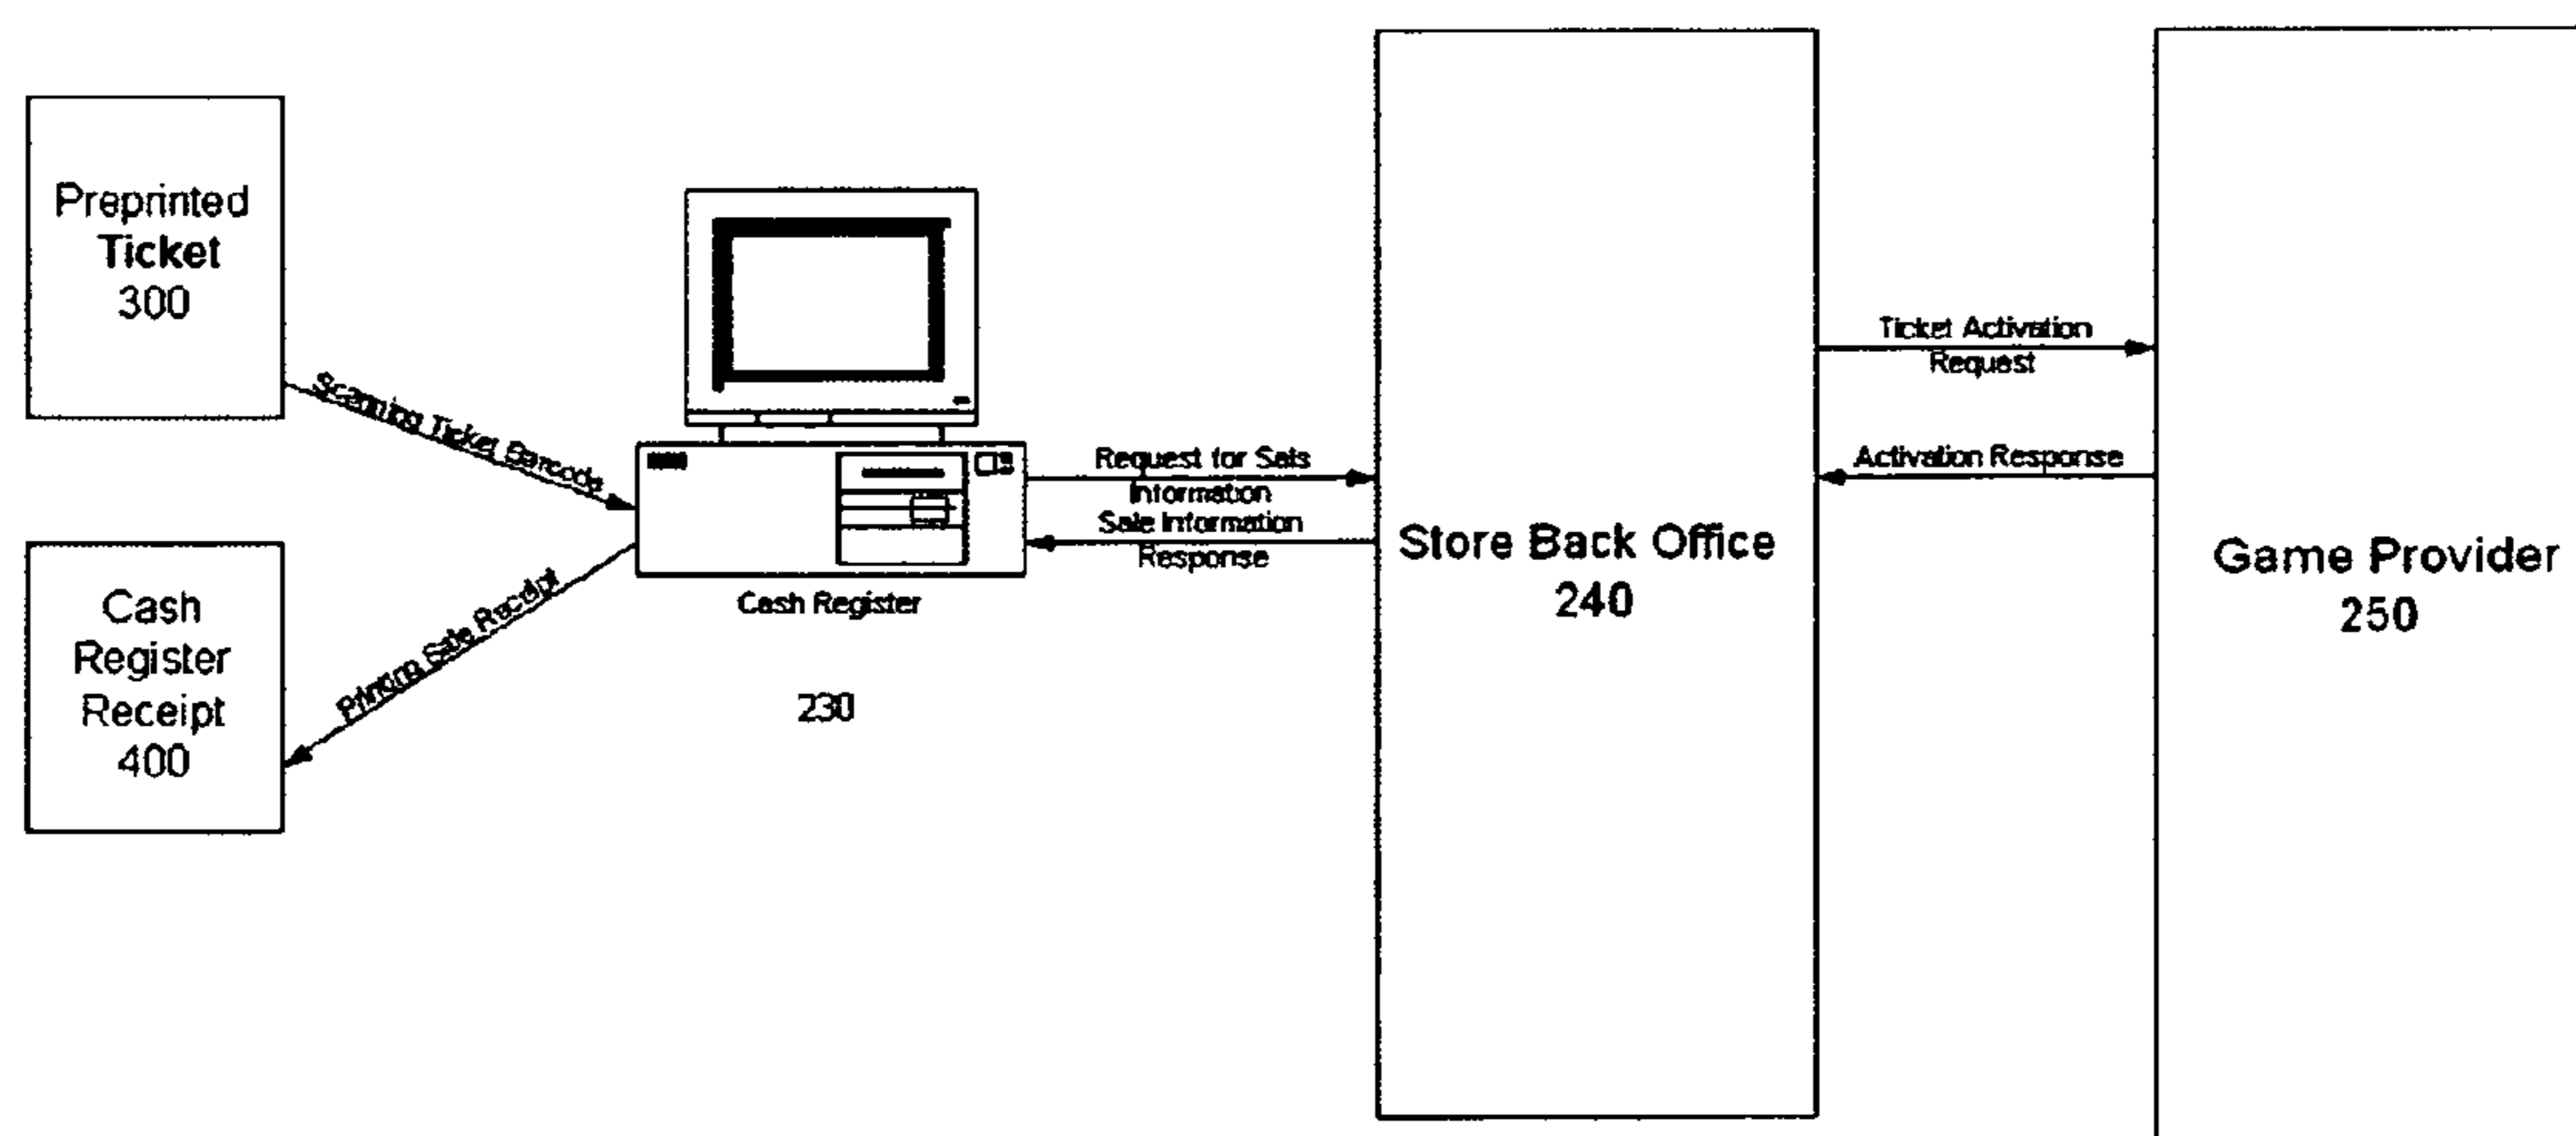 Preprinted
Ticket
300
Scanning Ticket Barcode
Cash
Register
Receipt
400
Printing Sale Receipt
Cash Register
230
Request for Sals
Information
Sale Information
Response
Store Back Office
240
Ticket Activation
Request
Activation Response
Game Provider
250